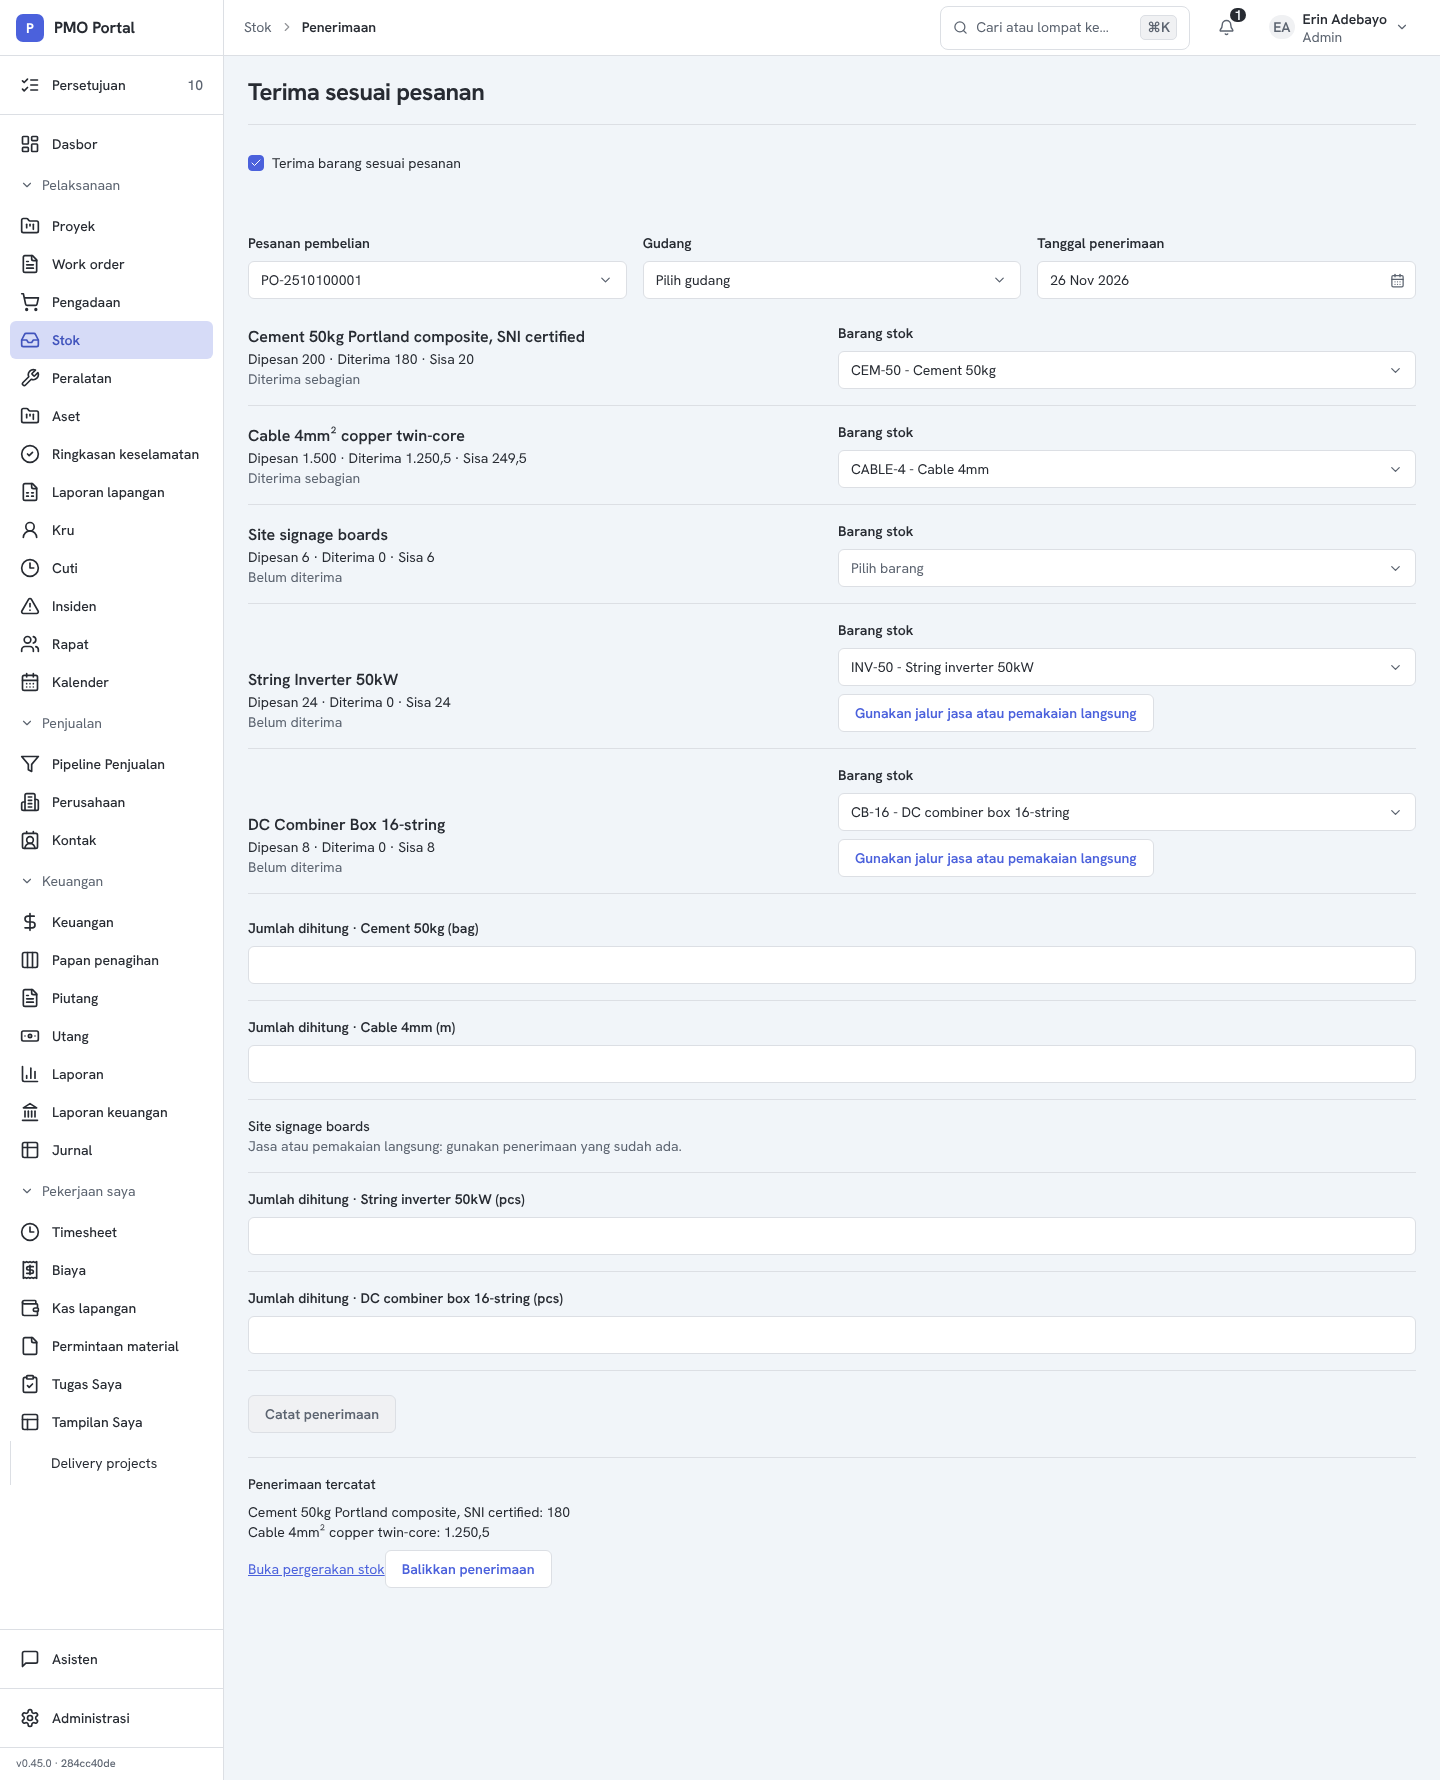 P PMO Portal
Stok > Penerimaan
Cari atau lompat ke... ⌘K
1
EA Erin Adebayo
Admin
Persetujuan 10
Dasbor
Pelaksanaan
Proyek
Work order
Pengadaan
Stok
Peralatan
Aset
Ringkasan keselamatan
Laporan lapangan
Kru
Cuti
Insiden
Rapat
Kalender
Penjualan
Pipeline Penjualan
Perusahaan
Kontak
Keuangan
Keuangan
Papan penagihan
Piutang
Utang
Laporan
Laporan keuangan
Jurnal
Pekerjaan saya
Timesheet
Biaya
Kas lapangan
Permintaan material
Tugas Saya
Tampilan Saya
Delivery projects
Asisten
Administrasi
v0.45.0 · 284cc40de
Terima sesuai pesanan
Terima barang sesuai pesanan
Pesanan pembelian
PO-2510100001
Gudang
Pilih gudang
Tanggal penerimaan
26 Nov 2026
Cement 50kg Portland composite, SNI certified
Dipesan 200 · Diterima 180 · Sisa 20
Diterima sebagian
Barang stok
CEM-50 - Cement 50kg
Cable 4mm² copper twin-core
Dipesan 1.500 · Diterima 1.250,5 · Sisa 249,5
Diterima sebagian
Barang stok
CABLE-4 - Cable 4mm
Site signage boards
Dipesan 6 · Diterima 0 · Sisa 6
Belum diterima
Barang stok
Pilih barang
String Inverter 50kW
Dipesan 24 · Diterima 0 · Sisa 24
Belum diterima
Barang stok
INV-50 - String inverter 50kW
Gunakan jalur jasa atau pemakaian langsung
DC Combiner Box 16-string
Dipesan 8 · Diterima 0 · Sisa 8
Belum diterima
Barang stok
CB-16 - DC combiner box 16-string
Gunakan jalur jasa atau pemakaian langsung
Jumlah dihitung · Cement 50kg (bag)
Jumlah dihitung · Cable 4mm (m)
Site signage boards
Jasa atau pemakaian langsung: gunakan penerimaan yang sudah ada.
Jumlah dihitung · String inverter 50kW (pcs)
Jumlah dihitung · DC combiner box 16-string (pcs)
Catat penerimaan
Penerimaan tercatat
Cement 50kg Portland composite, SNI certified: 180
Cable 4mm² copper twin-core: 1.250,5
Buka pergerakan stok Balikkan penerimaan